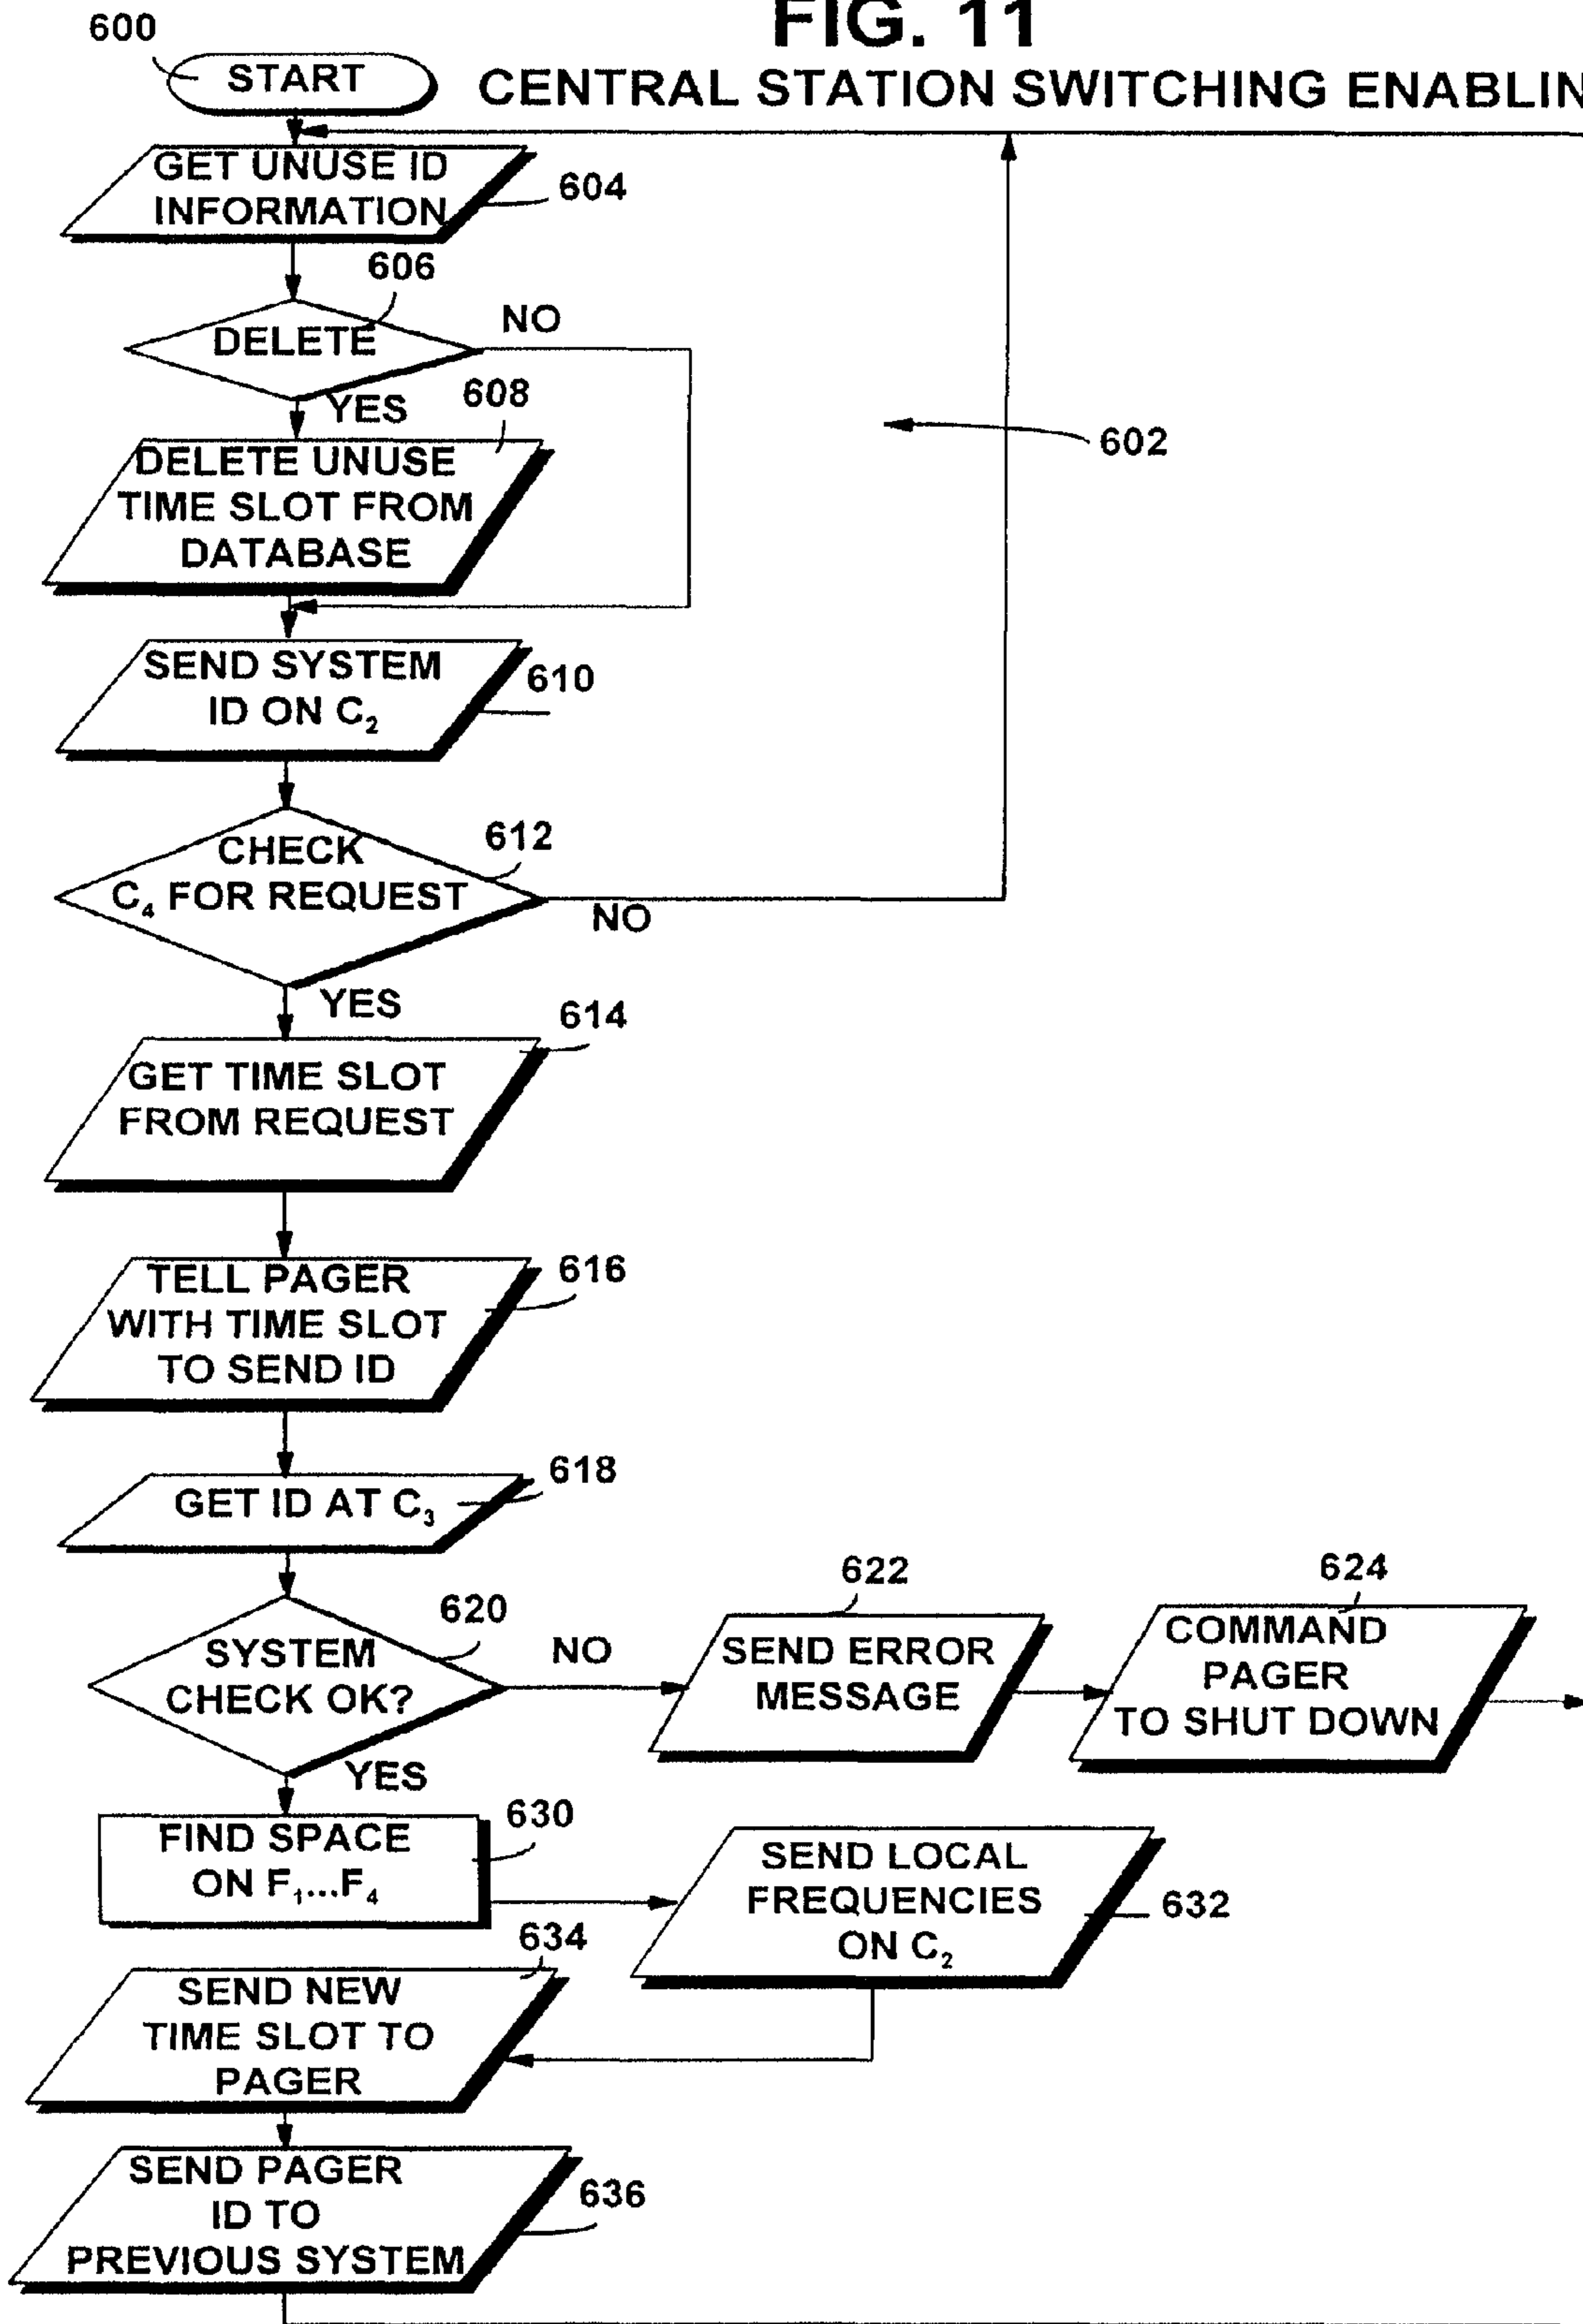 FIG. 11
600
START
CENTRAL STATION SWITCHING ENABLIN
GET UNUSE ID
INFORMATION
604
606
DELETE
NO
YES
608
602
DELETE UNUSE
TIME SLOT FROM
DATABASE
SEND SYSTEM
ID ON C₂
610
CHECK
C₄ FOR REQUEST
612
NO
YES
614
GET TIME SLOT
FROM REQUEST
TELL PAGER
WITH TIME SLOT
TO SEND ID
616
GET ID AT C₃
618
SYSTEM
CHECK OK?
620
NO
YES
622
SEND ERROR
MESSAGE
624
COMMAND
PAGER
TO SHUT DOWN
FIND SPACE
ON F₁...F₄
630
SEND LOCAL
FREQUENCIES
ON C₂
632
634
SEND NEW
TIME SLOT TO
PAGER
SEND PAGER
ID TO
PREVIOUS SYSTEM
636